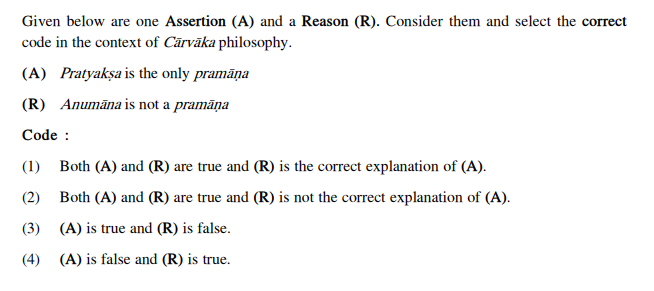 Given below are one Assertion (A) and a Reason (R). Consider them and select the correct
code in the context of Cārvāka philosophy.
(A) Pratyakṣa is the only pramāṇa
(R) Anumāna is not a pramāṇa
Code :
(1) Both (A) and (R) are true and (R) is the correct explanation of (A).
(2) Both (A) and (R) are true and (R) is not the correct explanation of (A).
(3) (A) is true and (R) is false.
(4) (A) is false and (R) is true.